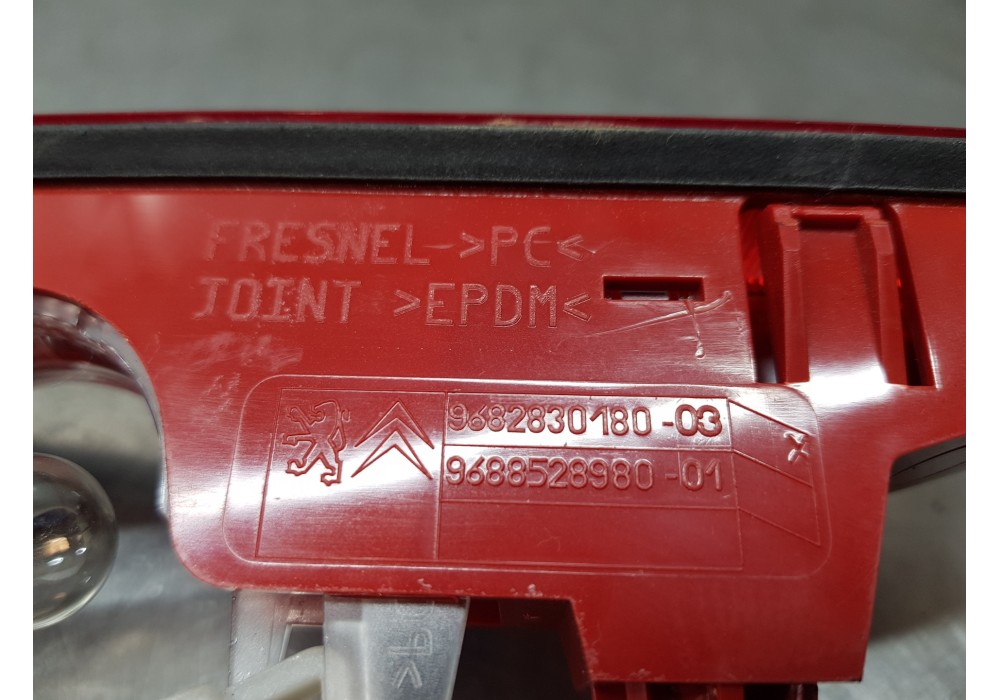 FRESNEL->PC<
JOINT >EPDM<
9682830180-03
9688528980-01